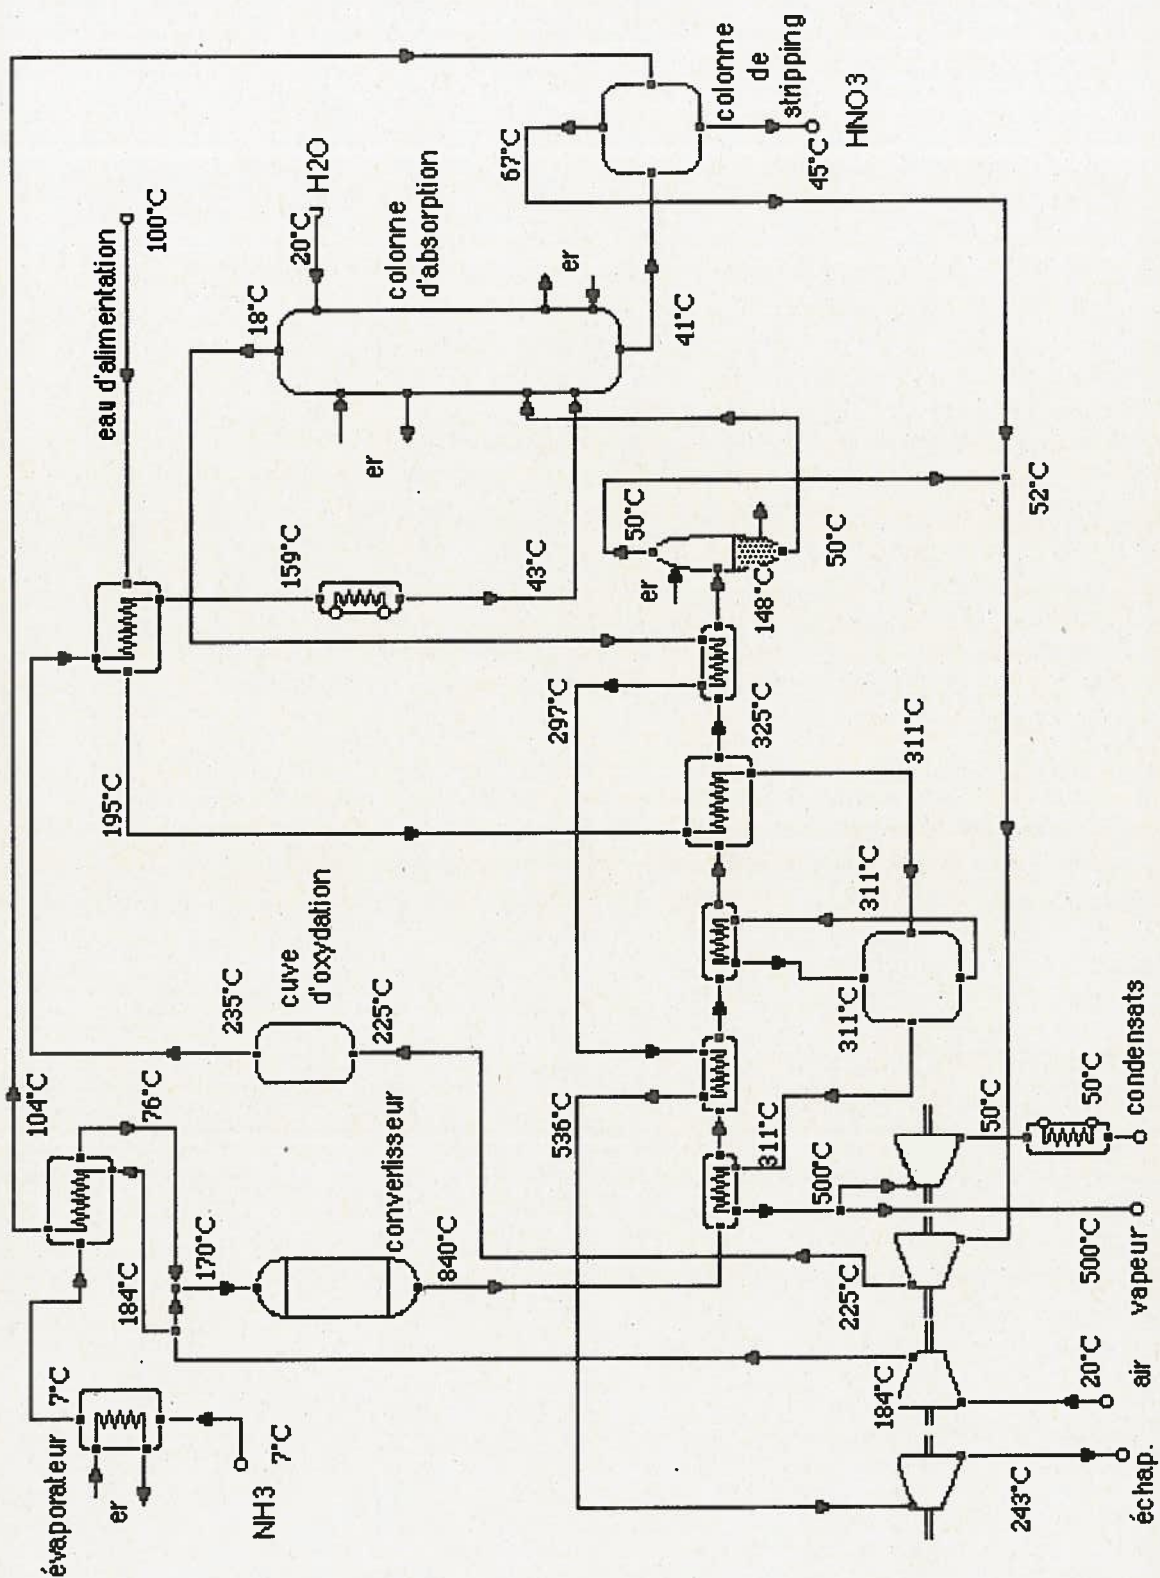 évaporateur
er
7°C
NH3
7°C
104°C
76°C
184°C
170°C
convertisseur
840°C
235°C
cuve
d'oxydation
225°C
195°C
eau d'alimentation
100°C
159°C
43°C
er
18°C
20°C
H2O
colonne
d'absorption
er
41°C
67°C
colonne
de
stripping
45°C
HNO3
536°C
297°C
325°C
148°C
er
50°C
50°C
52°C
311°C
311°C
311°C
311°C
500°C
50°C
50°C
condensats
225°C
500°C
vapeur
184°C
20°C
air
243°C
échap.